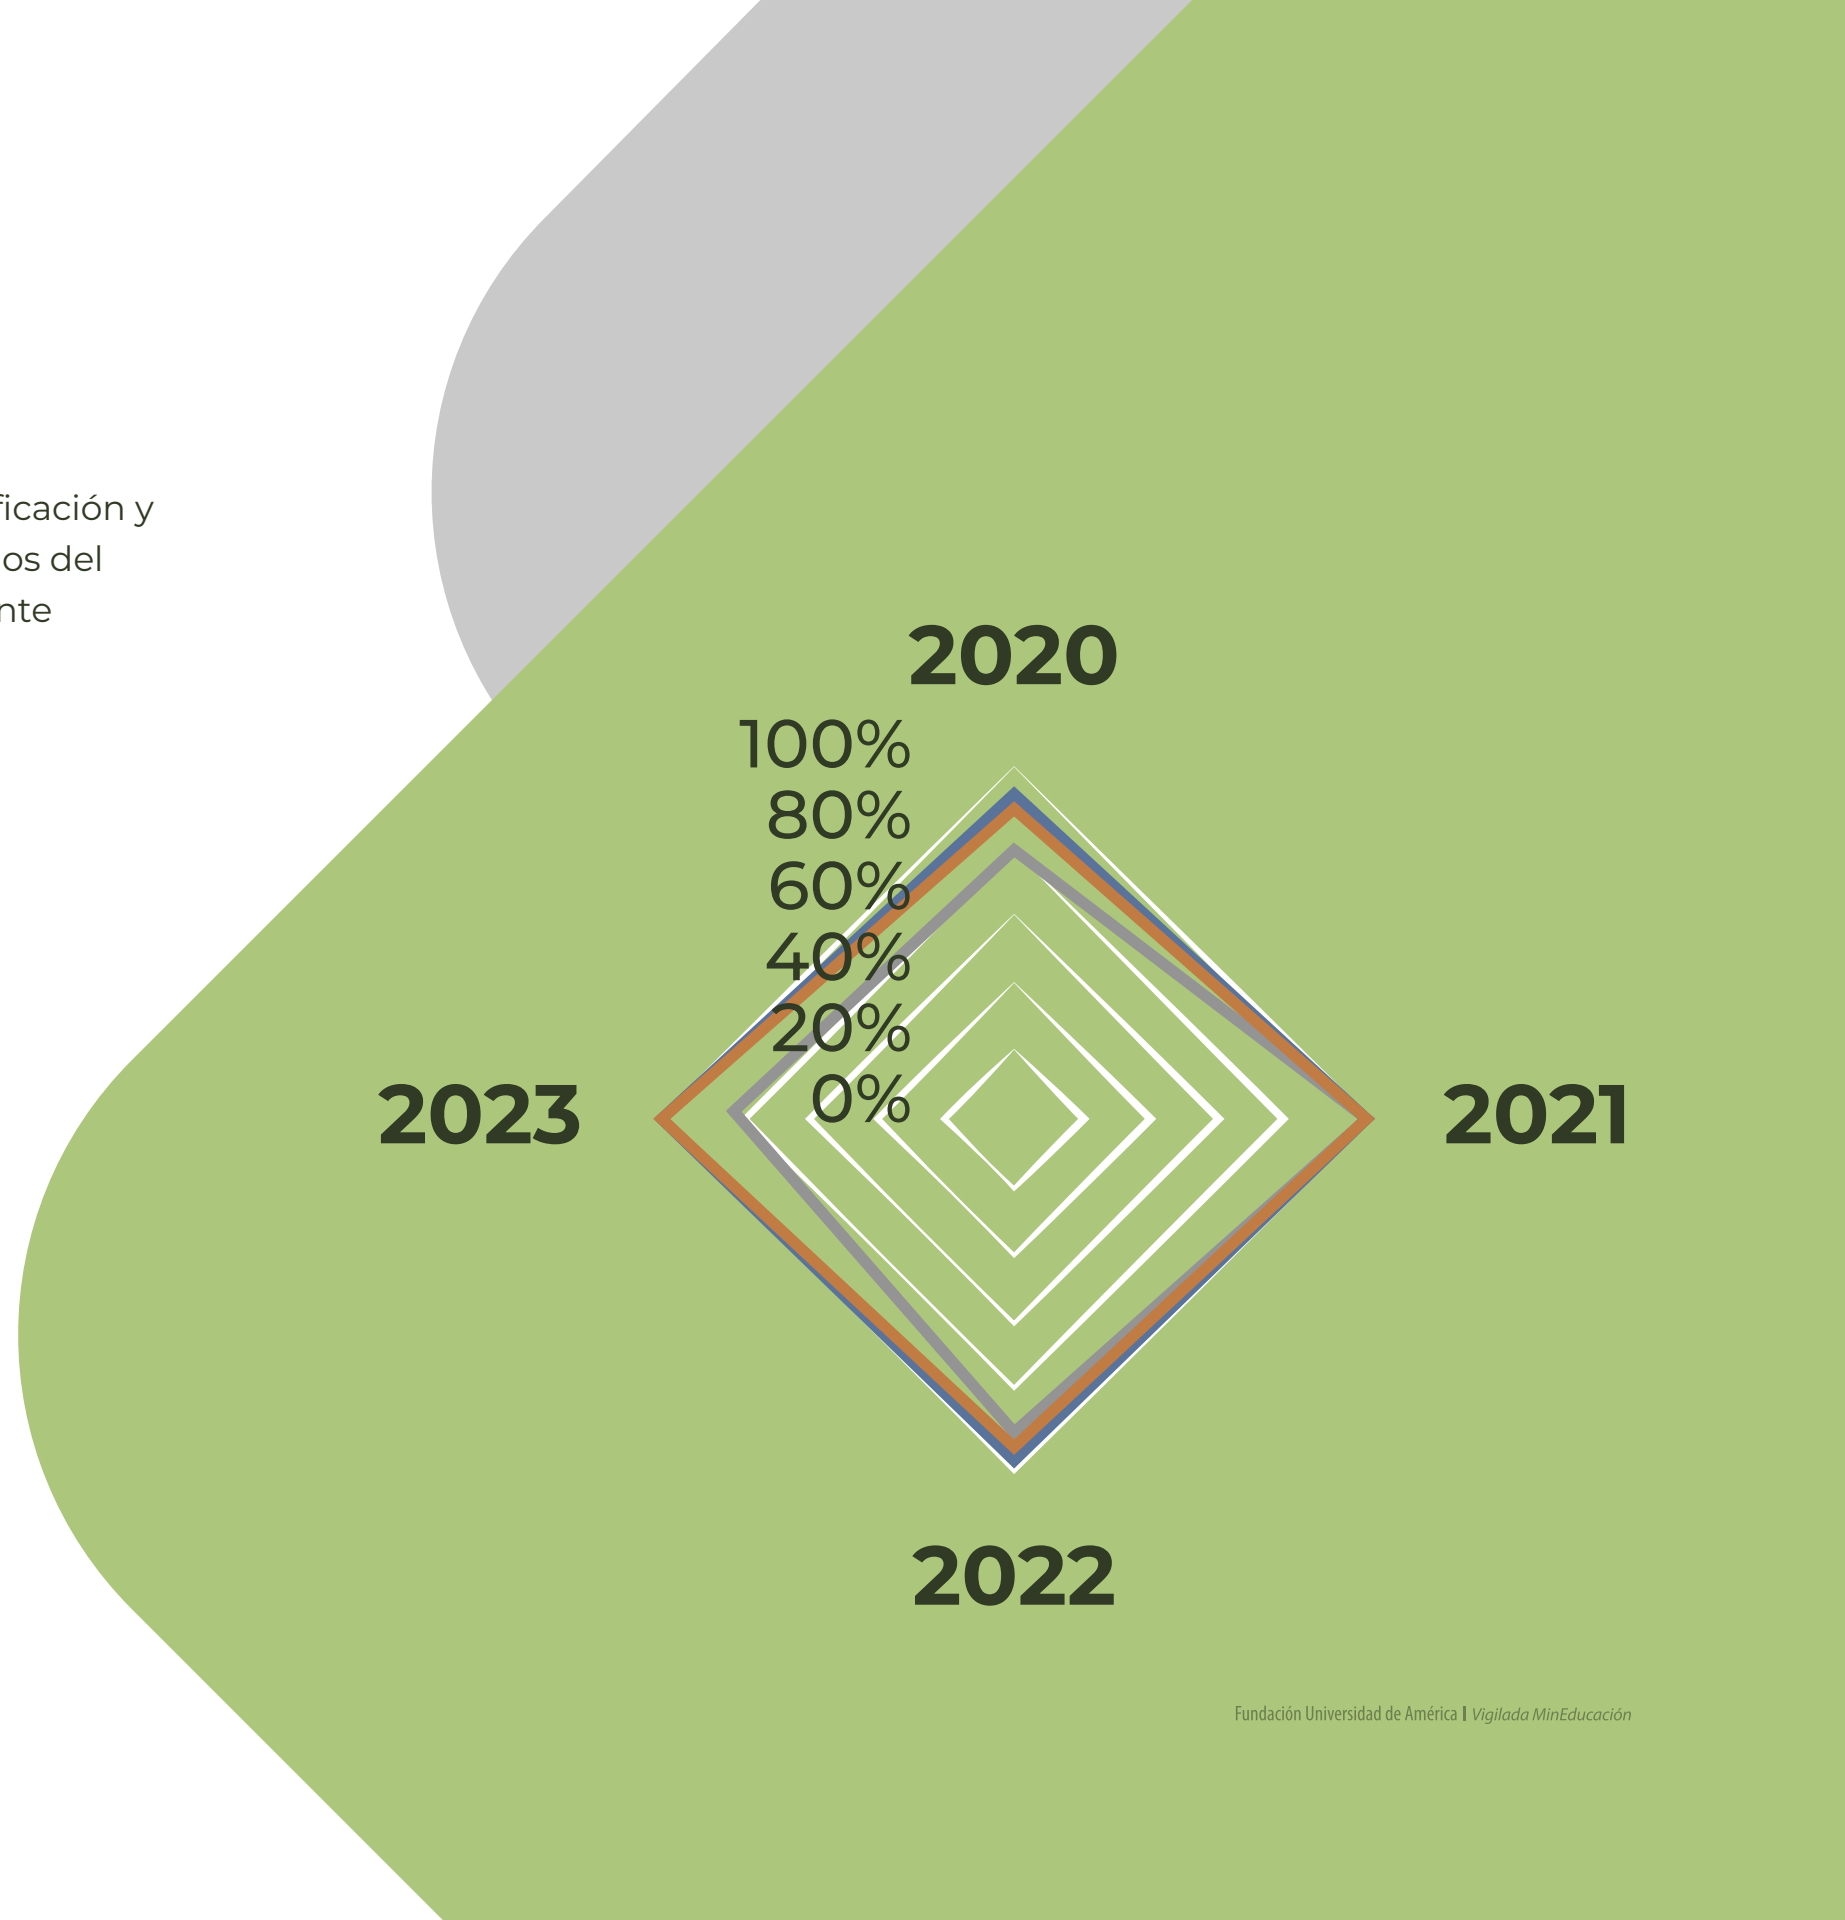 ficación y
os del
nte
2020
100%
80%
60%
40%
20%
0%
2023
2021
2022
Fundación Universidad de América | Vigilada MinEducación